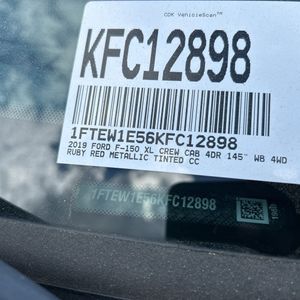 CDK VehicleScan™
KFC12898
1FTEW1E56KFC12898
2019 FORD F-150 XL CREW CAB 4DR 145" WB 4WD
RUBY RED METALLIC TINTED CC
1FTEW1E56KFC12898